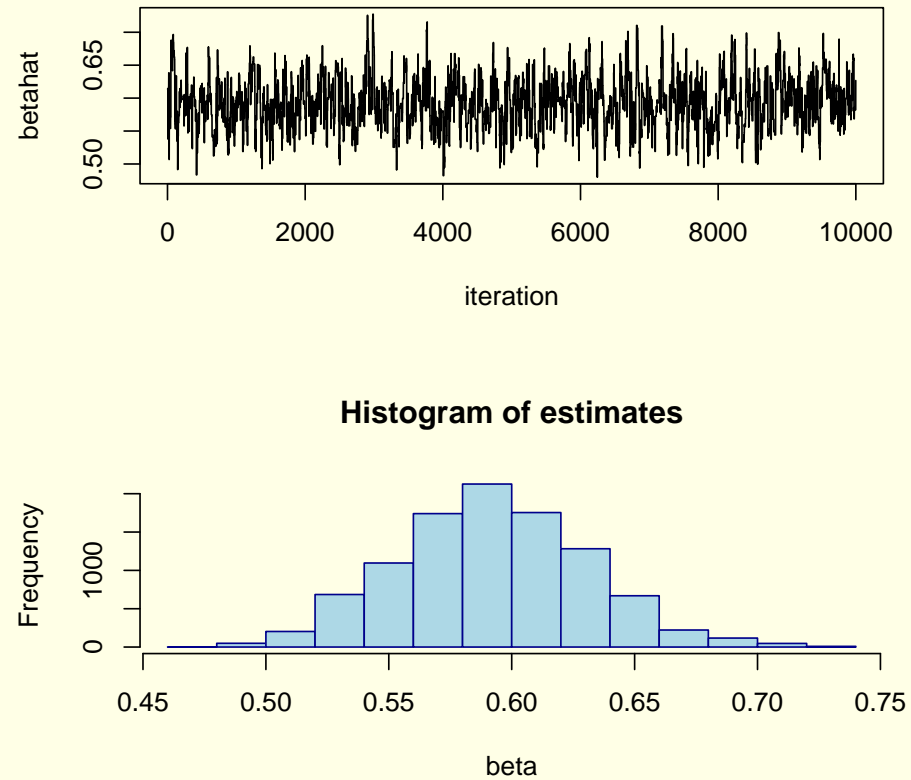 betahat
0.65
0.50
0 2000 4000 6000 8000 10000
iteration
Histogram of estimates
Frequency
1000
0
0.45 0.50 0.55 0.60 0.65 0.70 0.75
beta